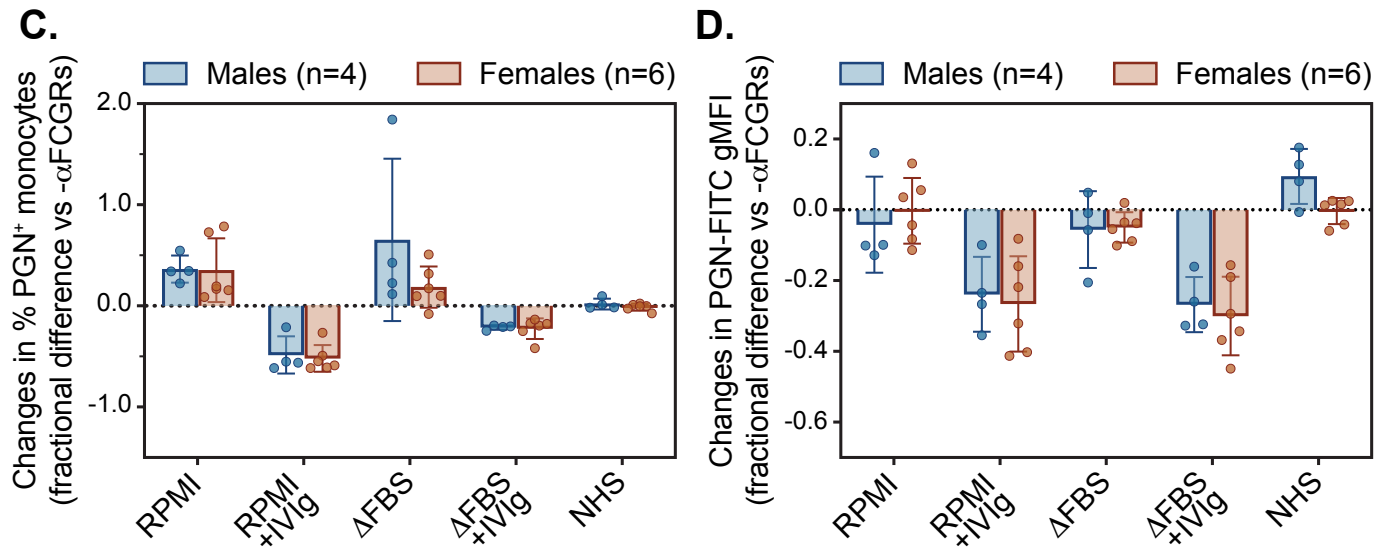 C.
Males (n=4)
Females (n=6)
Changes in % PGN⁺ monocytes
(fractional difference vs -αFCGRs)
2.0
1.0
0.0
-1.0
RPMI
RPMI
+IVIg
ΔFBS
ΔFBS
+IVIg
NHS
D.
Males (n=4)
Females (n=6)
Changes in PGN-FITC gMFI
(fractional difference vs -αFCGRs)
0.2
0.0
-0.2
-0.4
-0.6
RPMI
RPMI
+IVIg
ΔFBS
ΔFBS
+IVIg
NHS